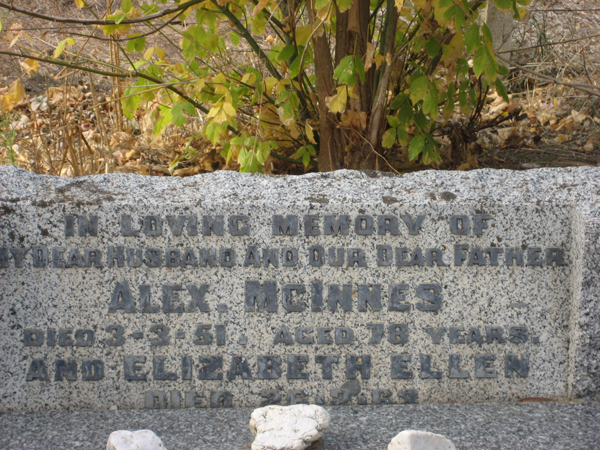 IN LOVING MEMORY OF
MY DEAR HUSBAND AND OUR DEAR FATHER
ALEX. MCINNES
DIED 3-3-51. AGED 78 YEARS.
AND ELIZABETH ELLEN
DIED